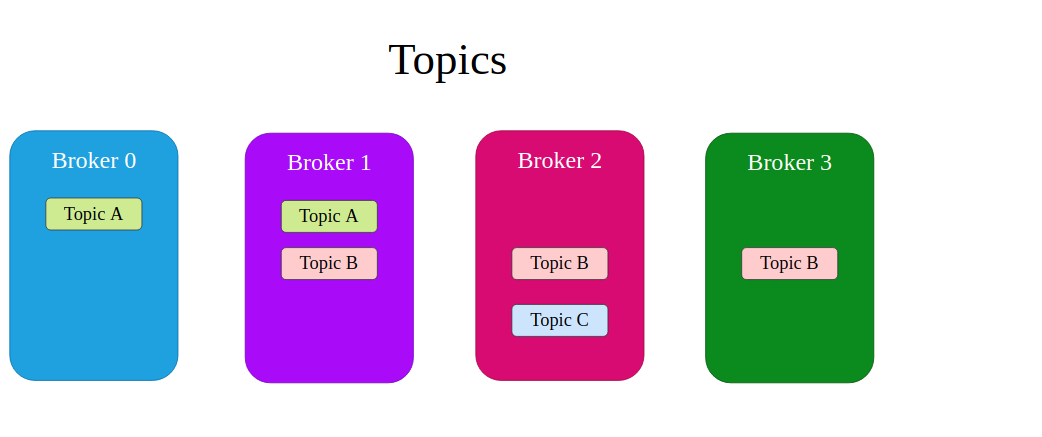 Topics
Broker 0
Topic A
Broker 1
Topic A
Topic B
Broker 2
Topic B
Topic C
Broker 3
Topic B